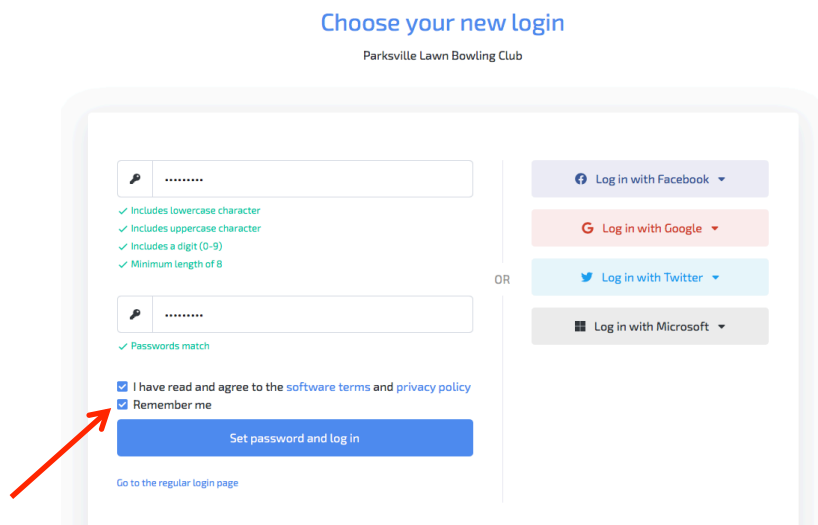 Choose your new login
Parksville Lawn Bowling Club
•••••••••
Includes lowercase character
Includes uppercase character
Includes a digit (0-9)
Minimum length of 8
•••••••••
Passwords match
I have read and agree to the software terms and privacy policy
Remember me
Set password and log in
Go to the regular login page
OR
Log in with Facebook
Log in with Google
Log in with Twitter
Log in with Microsoft